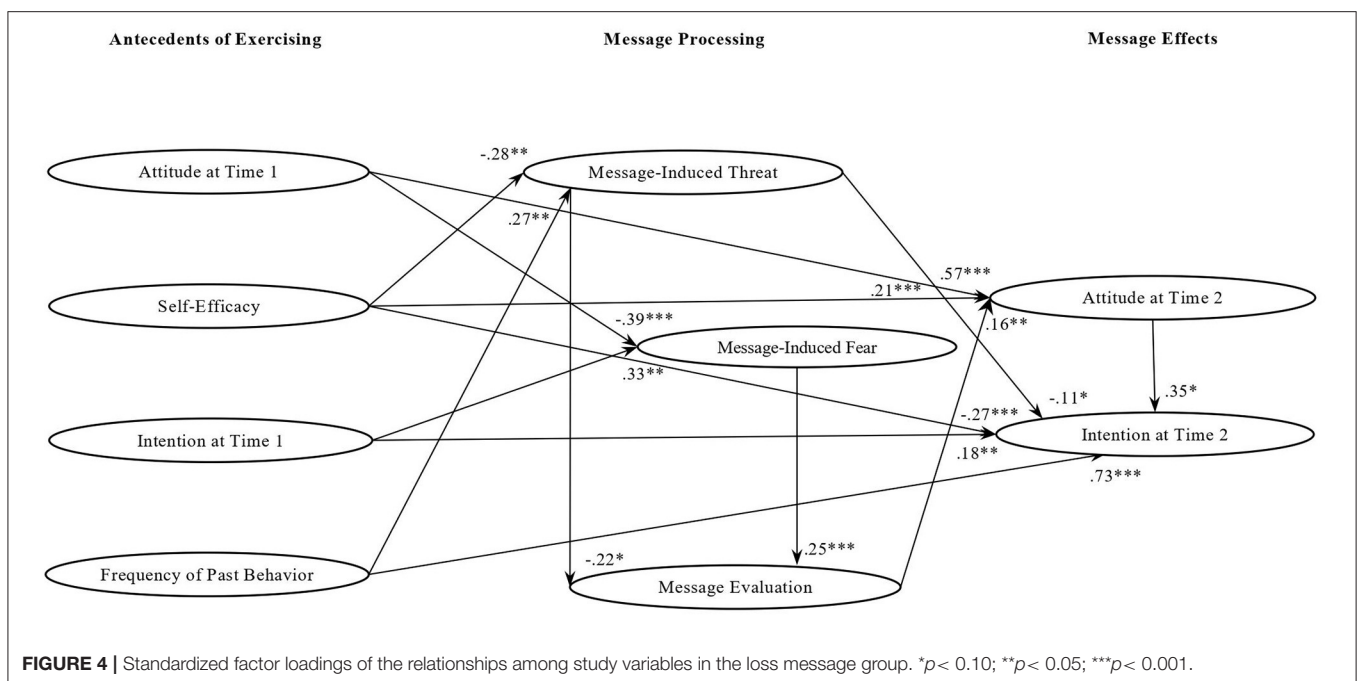 Antecedents of Exercising
Message Processing
Message Effects
-.28**
Attitude at Time 1
Message-Induced Threat
.27**
.57***
Self-Efficacy
.21***
Attitude at Time 2
-.39***
.16**
Message-Induced Fear
.33**
-.11*
.35*
-.27***
Intention at Time 1
Intention at Time 2
.18**
.73***
-.22*
.25***
Frequency of Past Behavior
Message Evaluation
FIGURE 4 | Standardized factor loadings of the relationships among study variables in the loss message group. *p< 0.10; **p< 0.05; ***p< 0.001.